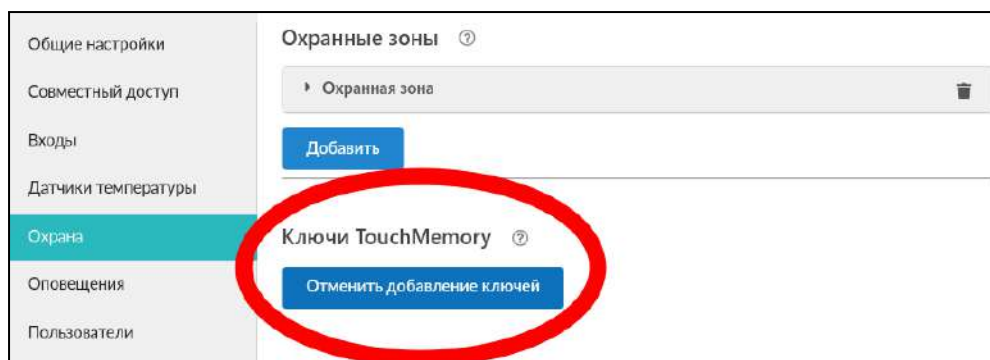 Общие настройки
Совместный доступ
Входы
Датчики температуры
Охрана
Оповещения
Пользователи
Охранные зоны ?
Охранная зона
Добавить
Ключи TouchMemory ?
Отменить добавление ключей